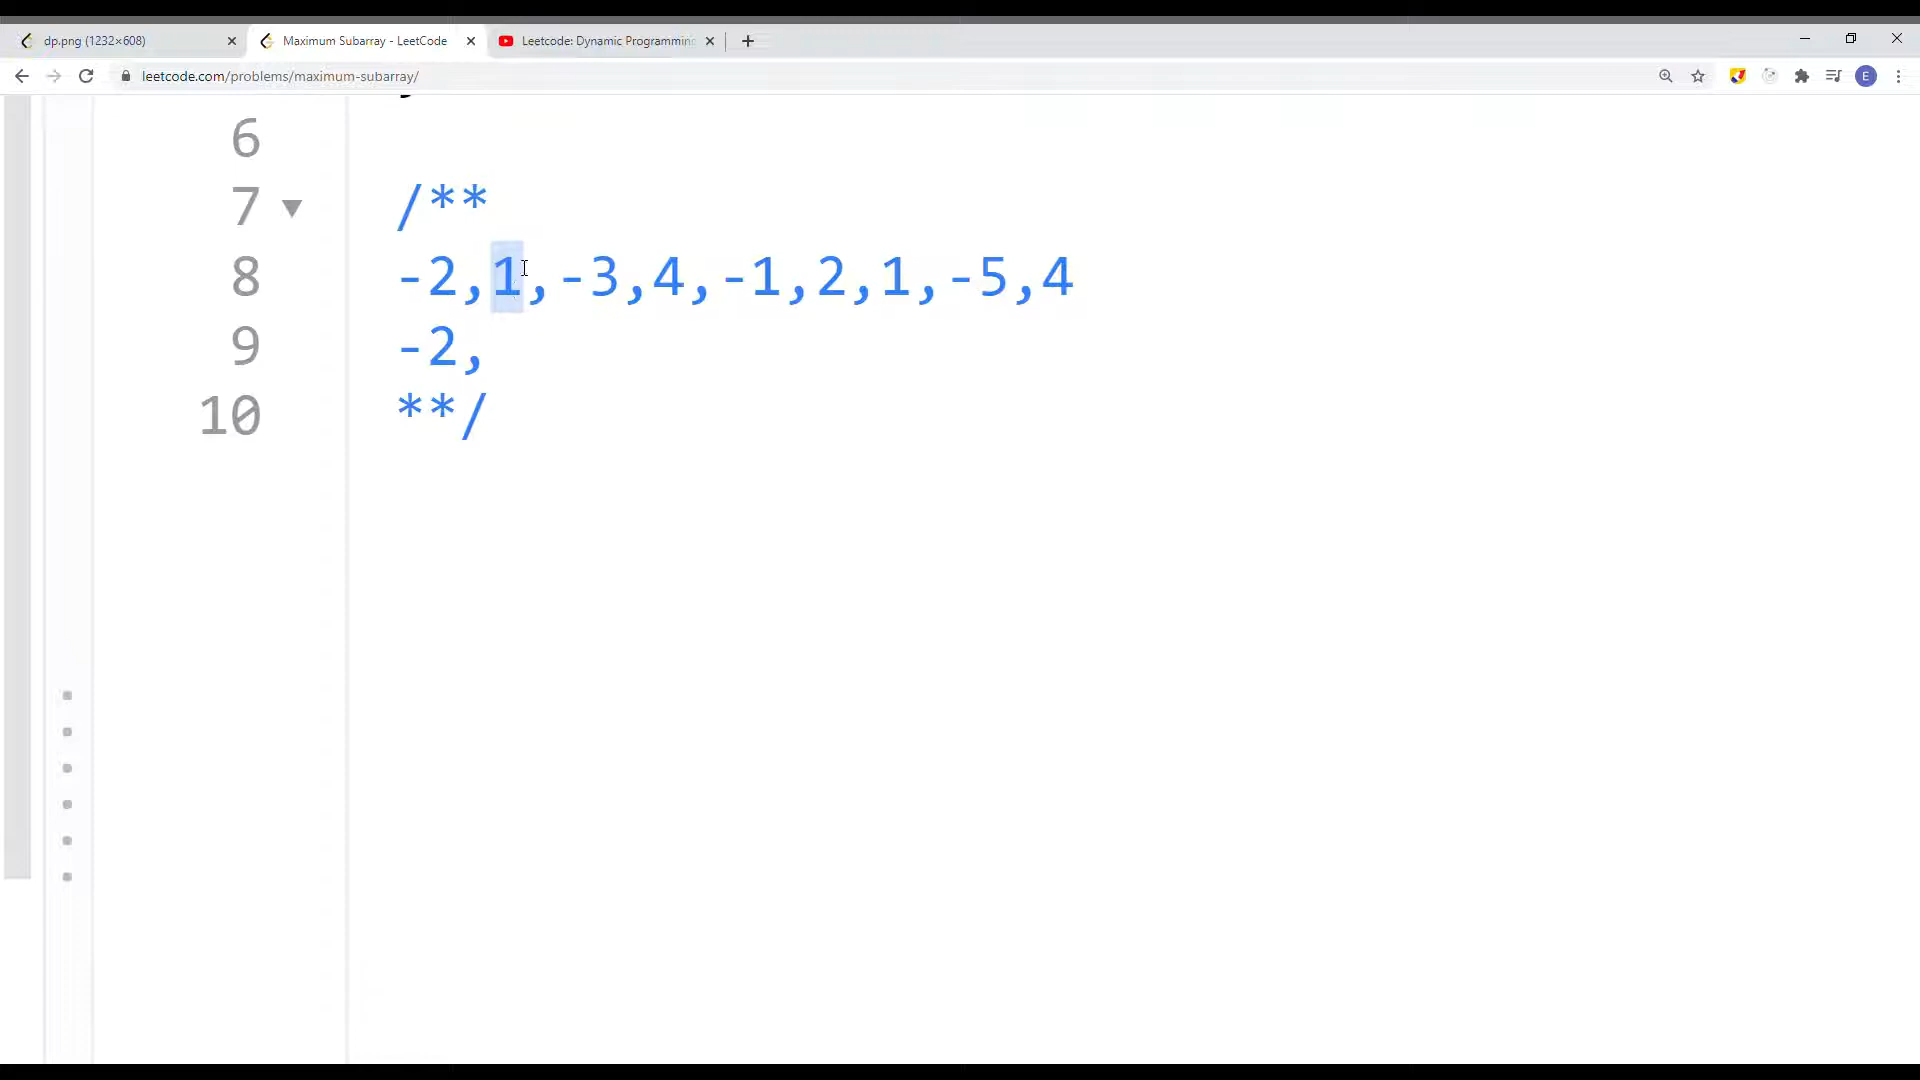 dp.png (1232×608)
Maximum Subarray - LeetCode
Leetcode: Dynamic Programming
leetcode.com/problems/maximum-subarray/
E
6
7 /**
8 -2,1,-3,4,-1,2,1,-5,4
9 -2,
10 **/